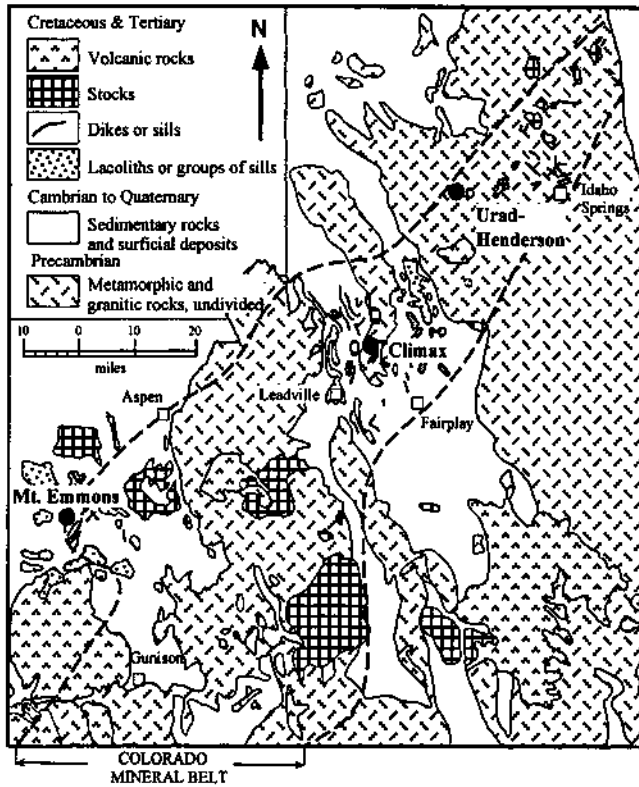 Cretaceous & Tertiary
Volcanic rocks
Stocks
Dikes or sills
Lacoliths or groups of sills
Cambrian to Quaternary
Sedimentary rocks
and surficial deposits
Precambrian
Metamorphic and
granitic rocks, undivided
N
10 0 10 20
miles
Idaho
Springs
Urad-
Henderson
Climax
Leadville
Fairplay
Aspen
Mt. Emmons
Gunison
COLORADO
MINERAL BELT